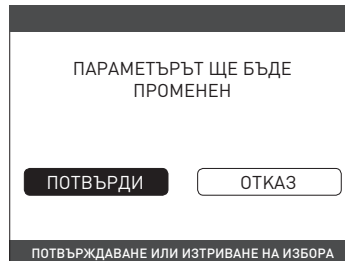 ПАРАМЕТЪРЪТ ЩЕ БЪДЕ
ПРОМЕНЕН
ПОТВЪРДИ
ОТКАЗ
ПОТВЪРЖДАВАНЕ ИЛИ ИЗТРИВАНЕ НА ИЗБОРА